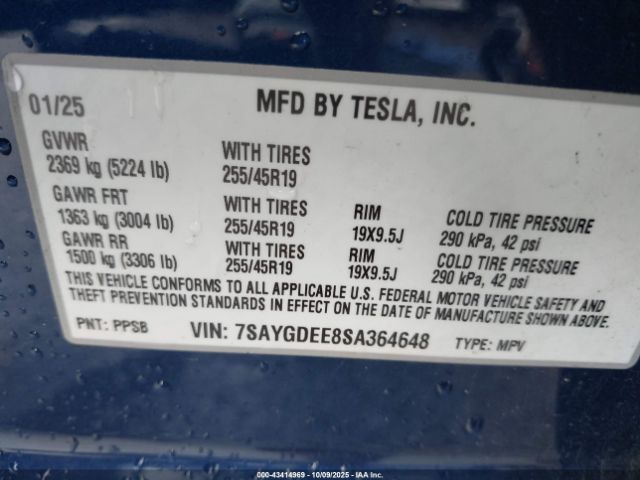 01/25 MFD BY TESLA, INC.
GVWR
2369 kg (5224 lb) WITH TIRES
255/45R19
GAWR FRT
1363 kg (3004 lb) WITH TIRES RIM COLD TIRE PRESSURE
255/45R19 19X9.5J 290 kPa, 42 psi
GAWR RR
1500 kg (3306 lb) WITH TIRES RIM COLD TIRE PRESSURE
255/45R19 19X9.5J 290 kPa, 42 psi
THIS VEHICLE CONFORMS TO ALL APPLICABLE U.S. FEDERAL MOTOR VEHICLE SAFETY AND
THEFT PREVENTION STANDARDS IN EFFECT ON THE DATE OF MANUFACTURE SHOWN ABOVE.
PNT: PPSB VIN: 7SAYGDEE8SA364648 TYPE: MPV
000-43414969 - 10/09/2025 - IAA Inc.